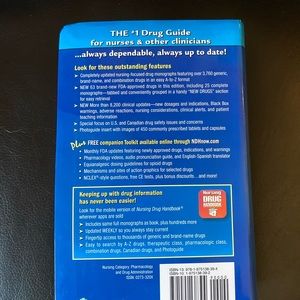 THE #1 Drug Guide
for nurses & other clinicians
...always dependable, always up to date!
Look for these outstanding features
• Completely updated nursing-focused drug monographs featuring over 3,760 generic,
brand-name, and combination drugs in an easy A-to-Z format
• NEW 63 brand-new FDA-approved drugs in this edition, including 25 complete
monographs—tabbed and conveniently grouped in a handy "NEW DRUGS" section
for easy retrieval
• NEW More than 6,200 clinical updates—new dosages and indications, Black Box
warnings, adverse reactions, nursing considerations, clinical alerts, and patient
teaching information
• Special focus on U.S. and Canadian drug safety issues and concerns
• Photoguide insert with images of 450 commonly prescribed tablets and capsules
Plus FREE companion Toolkit available online through NDHnow.com
• Monthly FDA updates featuring newly approved drugs, indications, and warnings
• Pharmacology videos, audio pronunciation guide, and English-Spanish translator
• Equianalgesic dosing guidelines for opioid drugs
• Mechanisms and sites of action graphics for selected drugs
• NCLEX®-style questions, free CE tests, plus bonus discounts... and more!
Keeping up with drug information
has never been easier!
Look for the mobile version of Nursing Drug Handbook®
wherever apps are sold
• Includes same full monographs as book, plus hundreds more
• Updated WEEKLY so you always stay current
• Fingertip access to thousands of generic and brand-name drugs
• Easy to search by A-Z drugs, therapeutic class, pharmacologic class,
combination drugs, Canadian drugs, and Photoguide
Nursing
DRUG
HANDBOOK
Nursing Category: Pharmacology
and Drug Administration
ISSN 0273-320X